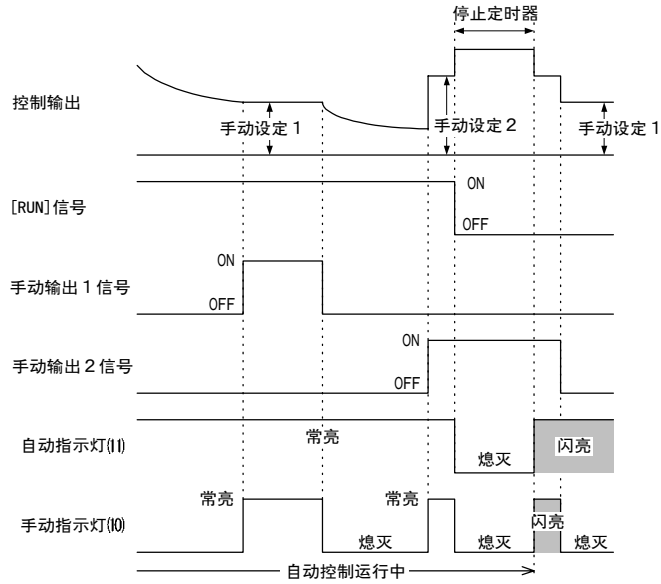 停止定时器
控制输出
手动设定1
手动设定2
手动设定1
[RUN]信号
ON
OFF
手动输出1信号
ON
OFF
手动输出2信号
ON
OFF
自动指示灯(11)
常亮
熄灭
闪亮
手动指示灯(10)
常亮
熄灭
常亮
熄灭
闪亮
熄灭
自动控制运行中